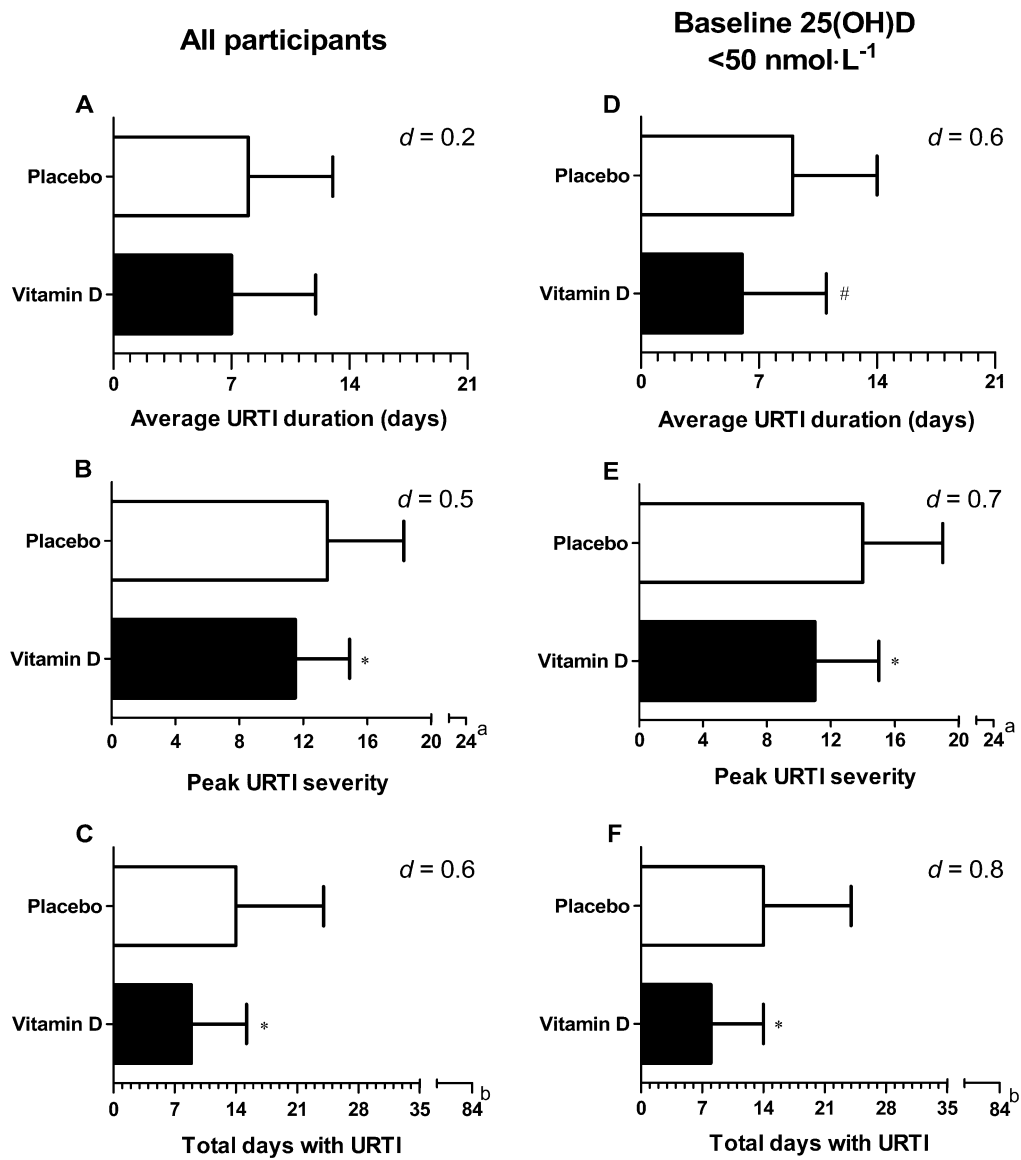 All participants
Baseline 25(OH)D
<50 nmol·L-1
A
d = 0.2
Placebo
Vitamin D
0 7 14 21
Average URTI duration (days)
D
d = 0.6
Placebo
Vitamin D
#
0 7 14 21
Average URTI duration (days)
B
d = 0.5
Placebo
Vitamin D
*
0 4 8 12 16 20 24 a
Peak URTI severity
E
d = 0.7
Placebo
Vitamin D
*
0 4 8 12 16 20 24 a
Peak URTI severity
C
d = 0.6
Placebo
Vitamin D
*
0 7 14 21 28 35 84 b
Total days with URTI
F
d = 0.8
Placebo
Vitamin D
*
0 7 14 21 28 35 84 b
Total days with URTI